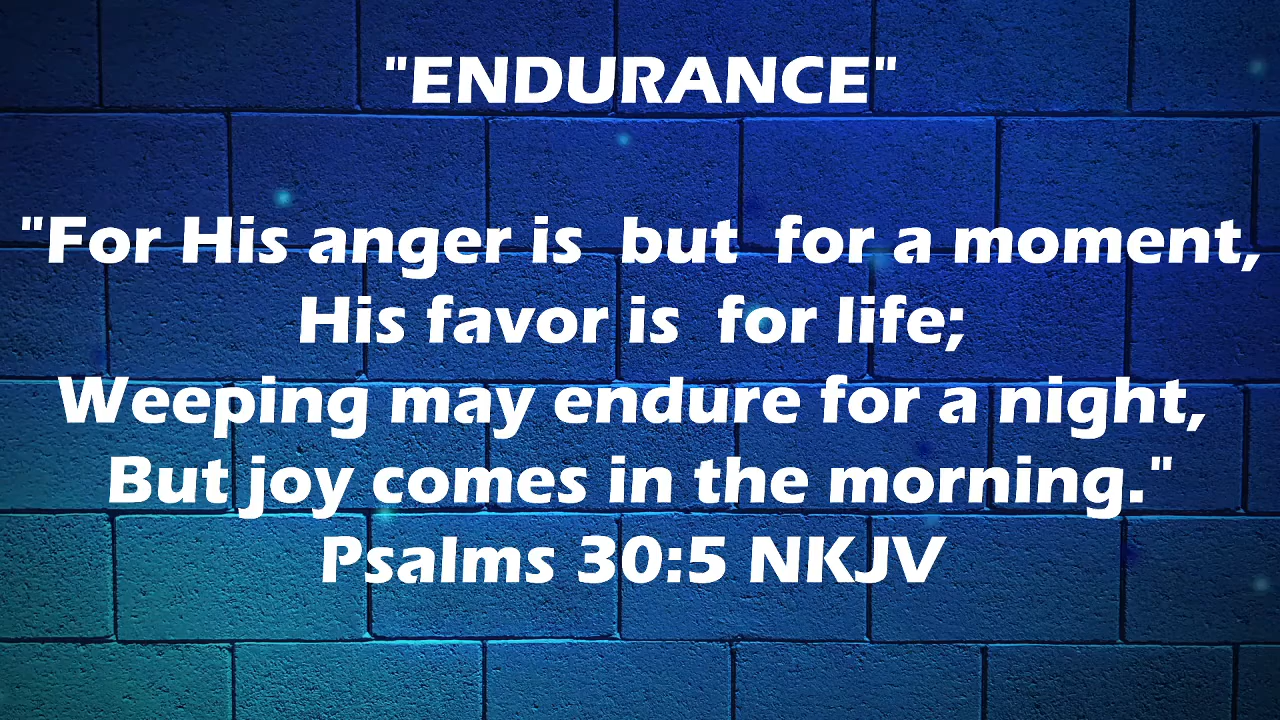 "ENDURANCE"
"For His anger is  but  for a moment,
His favor is  for life;
Weeping may endure for a night,
But joy comes in the morning."
Psalms 30:5 NKJV